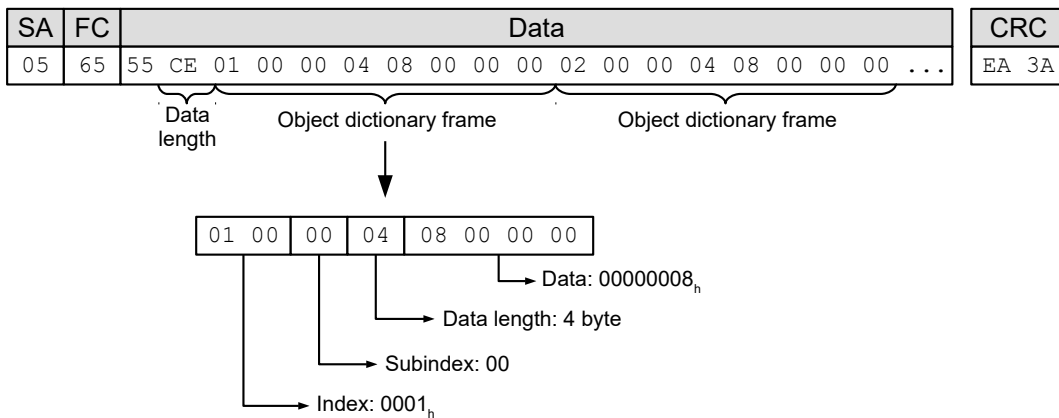 SA FC Data CRC
05 65 55 CE 01 00 00 04 08 00 00 00 02 00 00 04 08 00 00 00 ... EA 3A
Data
length
Object dictionary frame
Object dictionary frame
01 00 00 04 08 00 00 00
Data: 00000008h
Data length: 4 byte
Subindex: 00
Index: 0001h